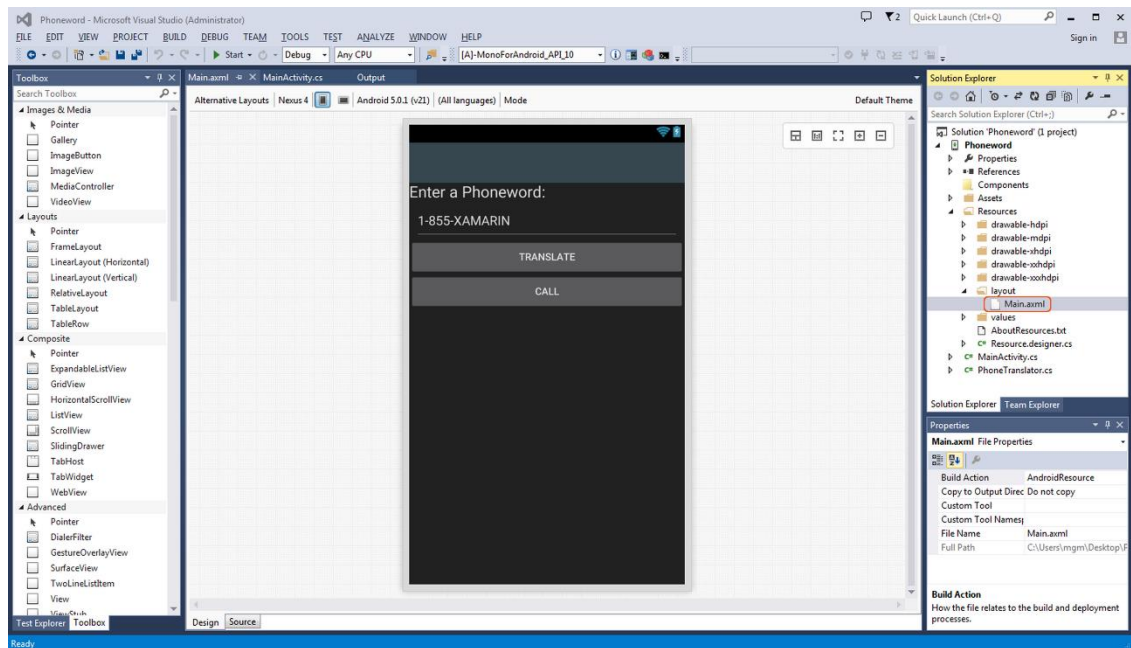 Phoneword - Microsoft Visual Studio (Administrator)
2
Quick Launch (Ctrl+Q)
FILE EDIT VIEW PROJECT BUILD DEBUG TEAM TOOLS TEST ANALYZE WINDOW HELP
Sign in
Start Debug Any CPU [A]-MonoForAndroid_API_10
Toolbox
Search Toolbox
Images & Media
Pointer
Gallery
ImageButton
ImageView
MediaController
VideoView
Layouts
Pointer
FrameLayout
LinearLayout (Horizontal)
LinearLayout (Vertical)
RelativeLayout
TableLayout
TableRow
Composite
Pointer
ExpandableListView
GridView
HorizontalScrollView
ListView
ScrollView
SlidingDrawer
TabHost
TabWidget
WebView
Advanced
Pointer
DialerFilter
GestureOverlayView
SurfaceView
TwoLineListItem
View
ViewStub
Test Explorer Toolbox
Main.axml MainActivity.cs Output
Alternative Layouts Nexus 4 Android 5.0.1 (v21) (All languages) Mode Default Theme
Enter a Phoneword:
1-855-XAMARIN
TRANSLATE
CALL
Design Source
Solution Explorer
Search Solution Explorer (Ctrl+;)
Solution 'Phoneword' (1 project)
Phoneword
Properties
References
Components
Assets
Resources
drawable-hdpi
drawable-mdpi
drawable-xhdpi
drawable-xxhdpi
drawable-xxxhdpi
layout
Main.axml
values
AboutResources.txt
C# Resource.designer.cs
C# MainActivity.cs
C# PhoneTranslator.cs
Solution Explorer Team Explorer
Properties
Main.axml File Properties
Build Action AndroidResource
Copy to Output Direc Do not copy
Custom Tool
Custom Tool Namesp
File Name Main.axml
Full Path C:\Users\mgm\Desktop\P
Build Action
How the file relates to the build and deployment
processes.
Ready